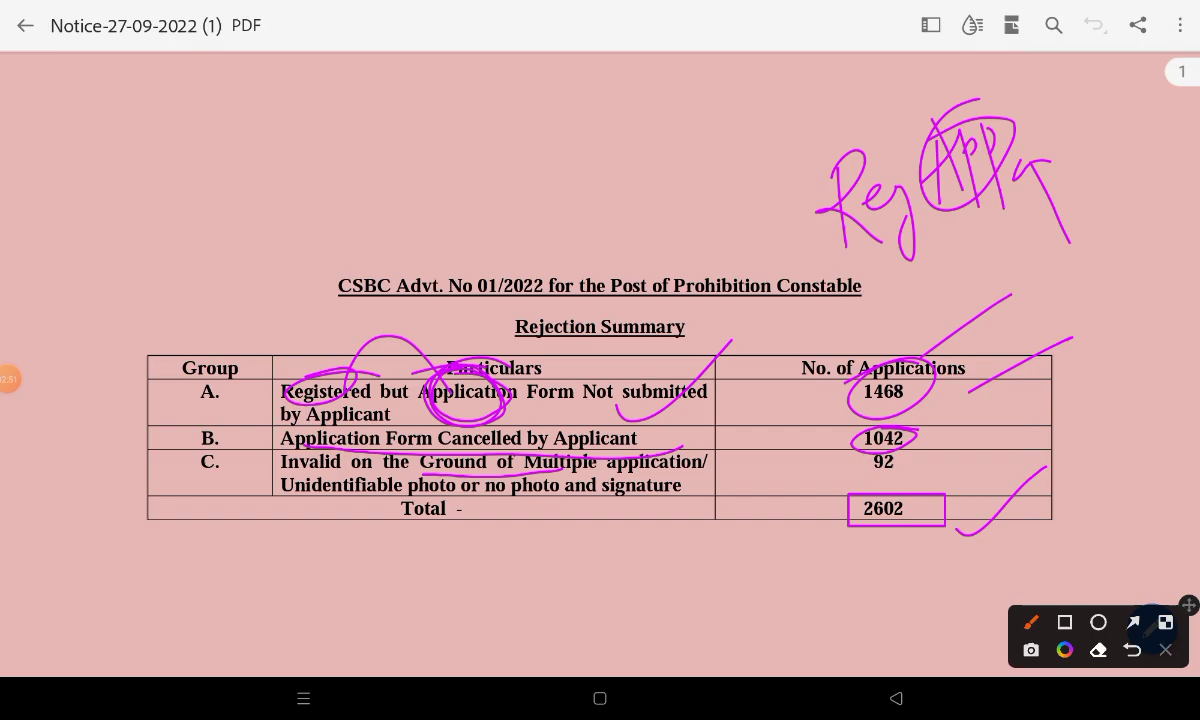 Notice-27-09-2022 (1) PDF
1
Reg
CSBC Advt. No 01/2022 for the Post of Prohibition Constable
Rejection Summary
Group Particulars No. of Applications
A. Registered but Application Form Not submitted 1468
by Applicant
B. Application Form Cancelled by Applicant 1042
C. Invalid on the Ground of Multiple application/ 92
Unidentifiable photo or no photo and signature
Total - 2602
02:51